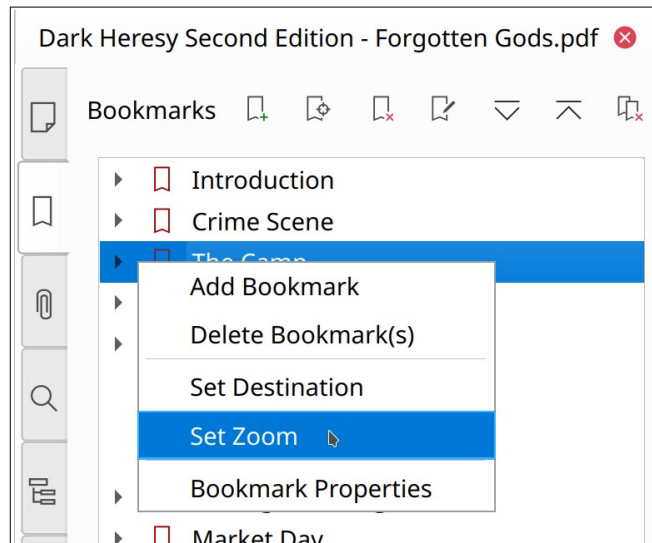 Dark Heresy Second Edition - Forgotten Gods.pdf
Bookmarks
Introduction
Crime Scene
The Camp
Add Bookmark
Delete Bookmark(s)
Set Destination
Set Zoom
Bookmark Properties
Market Day